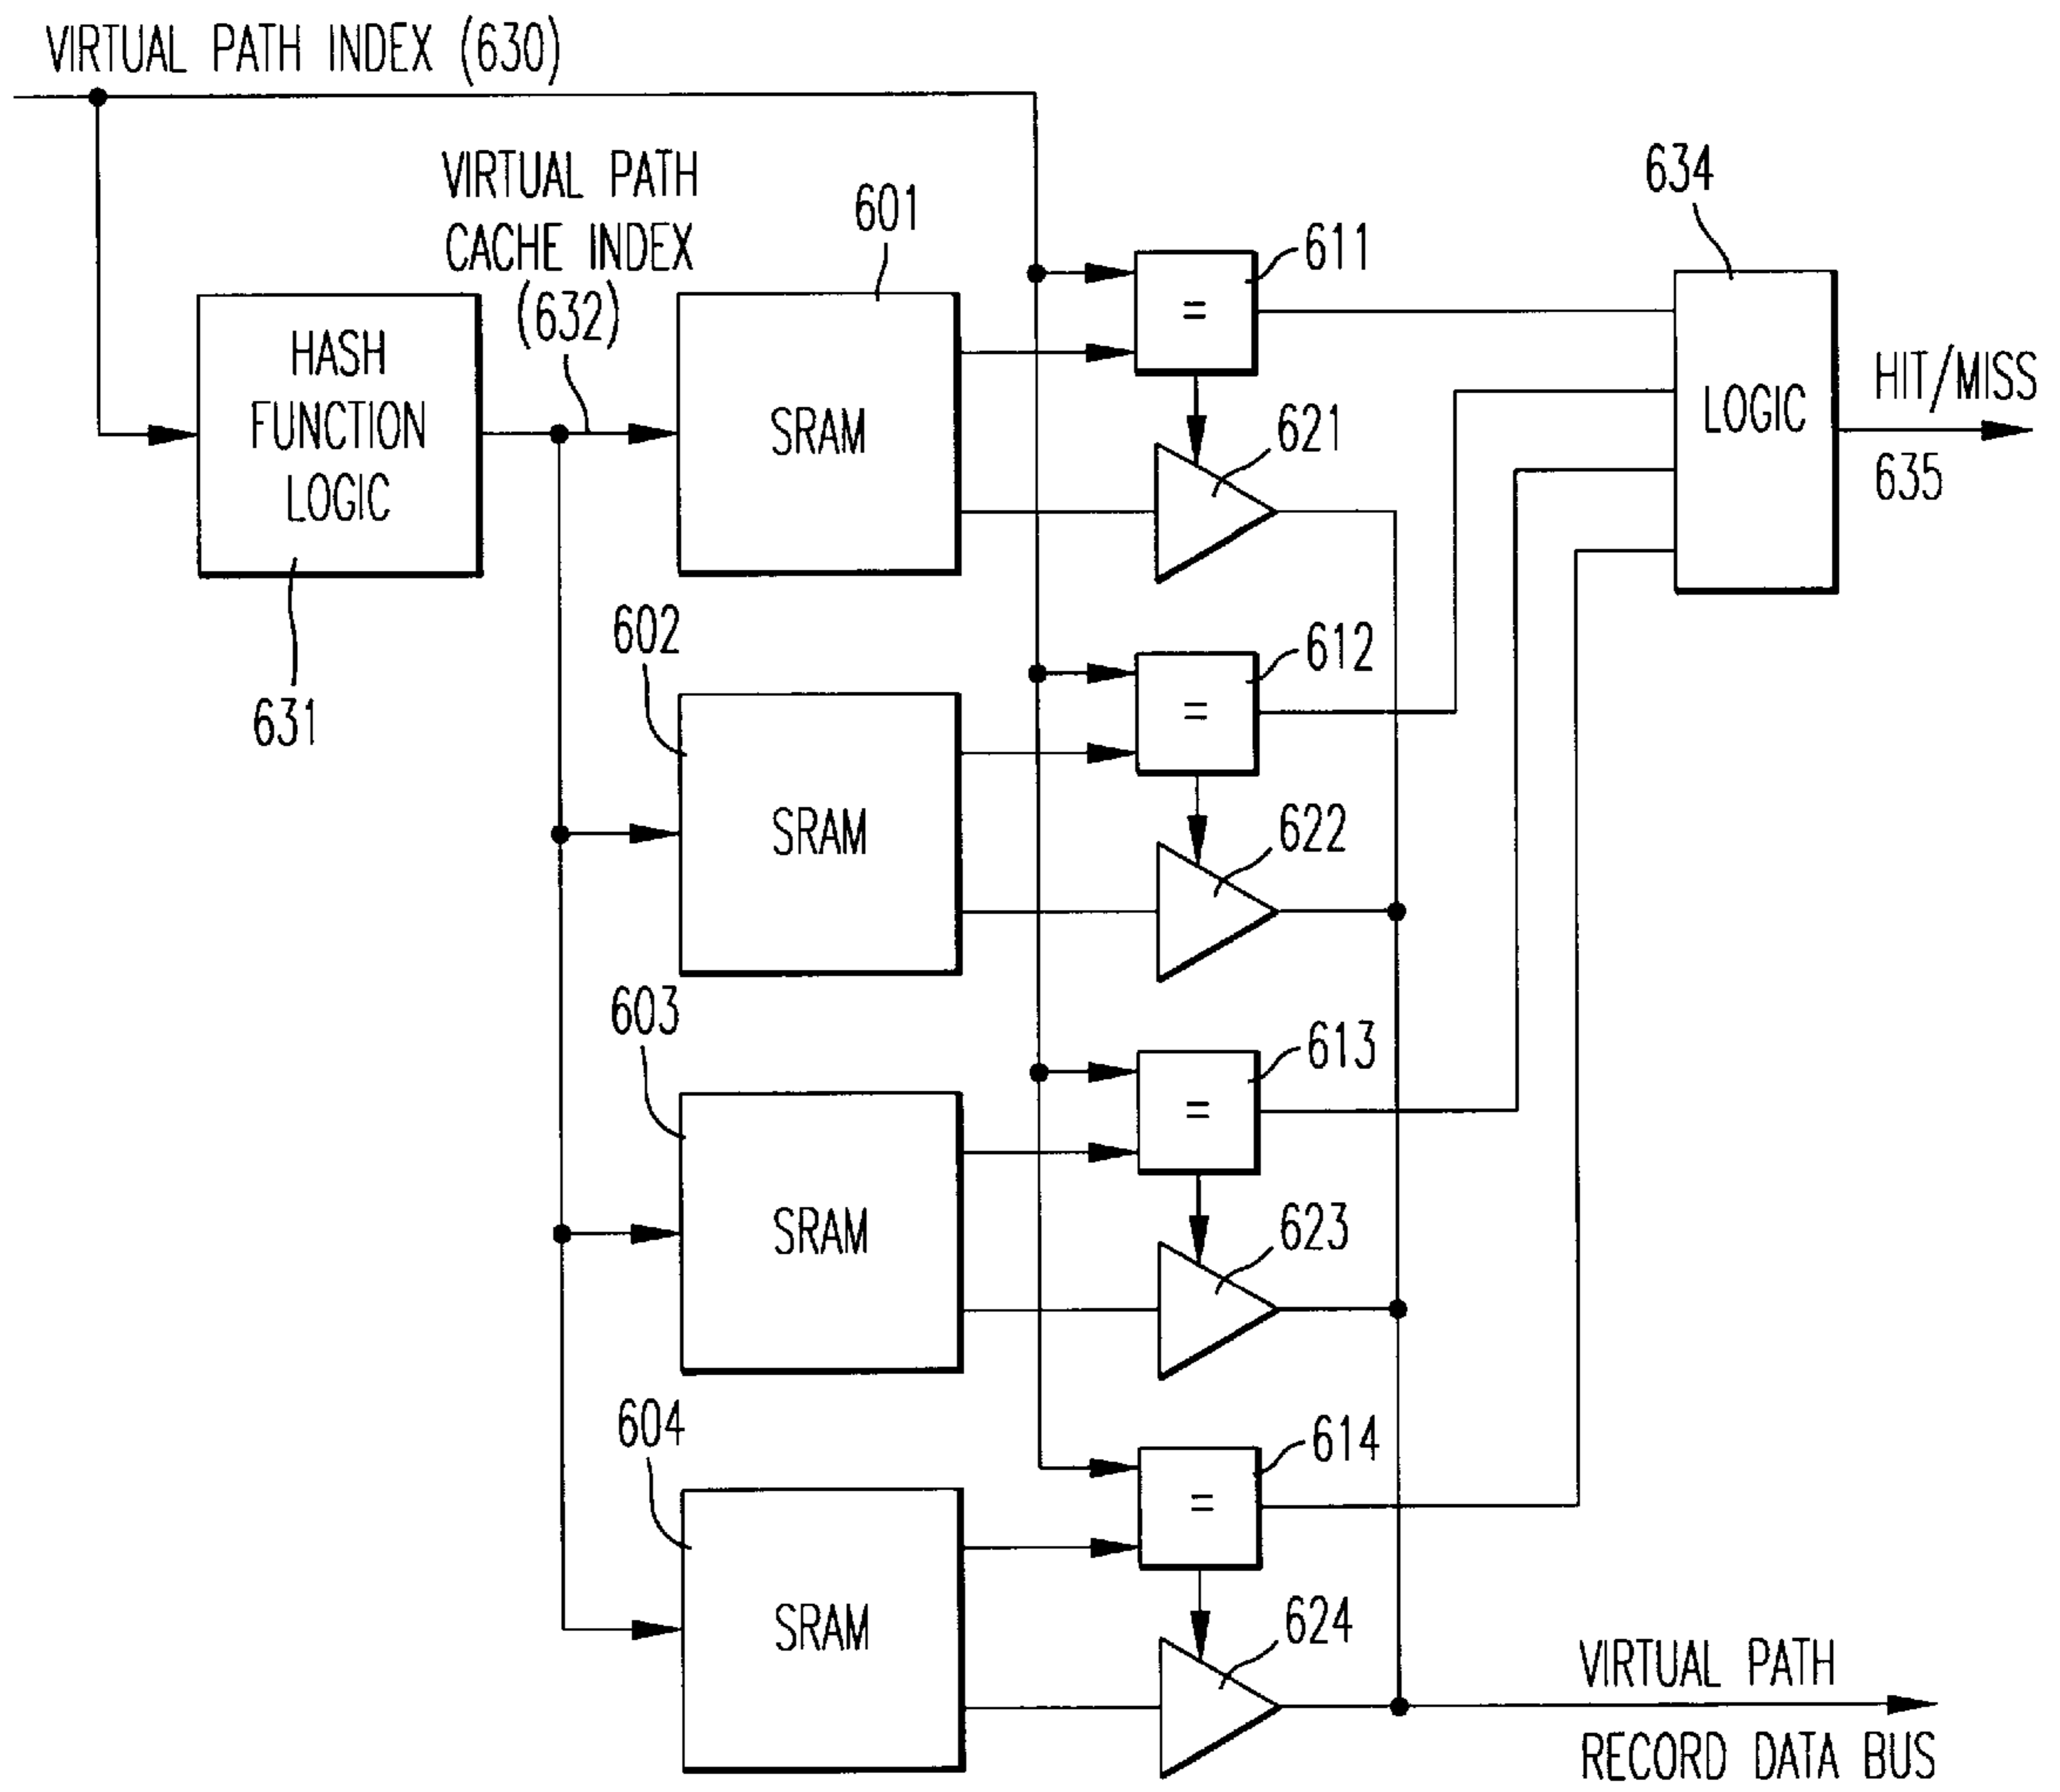 VIRTUAL PATH INDEX (630)
VIRTUAL PATH
CACHE INDEX
(632)
601
611
634
HASH
FUNCTION
LOGIC
631
SRAM
=
621
LOGIC
HIT/MISS
635
602
SRAM
612
=
622
603
SRAM
613
=
623
604
SRAM
614
=
624
VIRTUAL PATH
RECORD DATA BUS